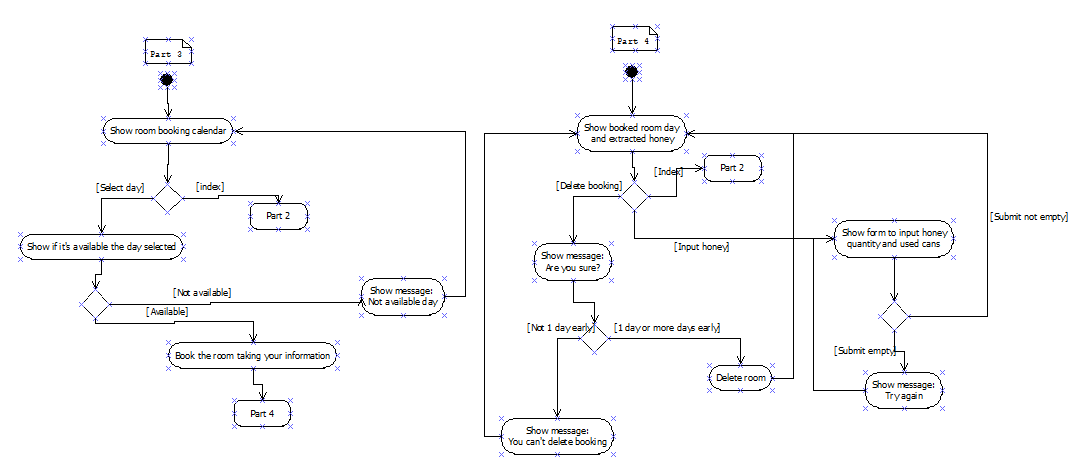 Part 3
Show room booking calendar
[Select day]
[index]
Part 2
Show if it's available the day selected
[Not available]
Show message:
Not available day
[Available]
Book the room taking your information
Part 4
Part 4
Show booked room day
and extracted honey
[Index]
Part 2
[Delete booking]
[Submit not empty]
Show form to input honey
quantity and used cans
[Input honey]
Show message:
Are you sure?
[Not 1 day early]
[1 day or more days early]
[Submit empty]
Delete room
Show message:
Try again
Show message:
You can't delete booking